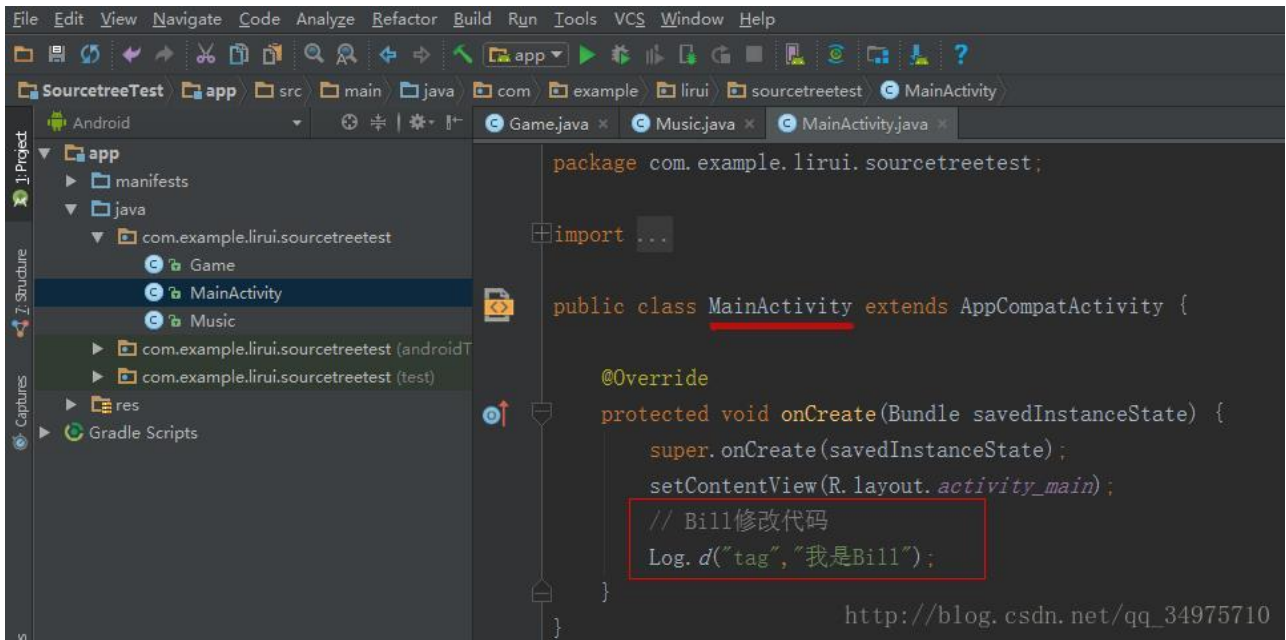 File Edit View Navigate Code Analyze Refactor Build Run Tools VCS Window Help
app
SourcetreeTest app src main java com example lirui sourcetreetest MainActivity
Android
Game.java Music.java MainActivity.java
1: Project
7: Structure
Captures
app
manifests
java
com.example.lirui.sourcetreetest
Game
MainActivity
Music
com.example.lirui.sourcetreetest (androidT
com.example.lirui.sourcetreetest (test)
res
Gradle Scripts
package com.example.lirui.sourcetreetest;
import ...
public class MainActivity extends AppCompatActivity {
@Override
protected void onCreate(Bundle savedInstanceState) {
super.onCreate(savedInstanceState);
setContentView(R.layout.activity_main);
// Bill修改代码
Log.d("tag","我是Bill");
}
}
http://blog.csdn.net/qq_34975710